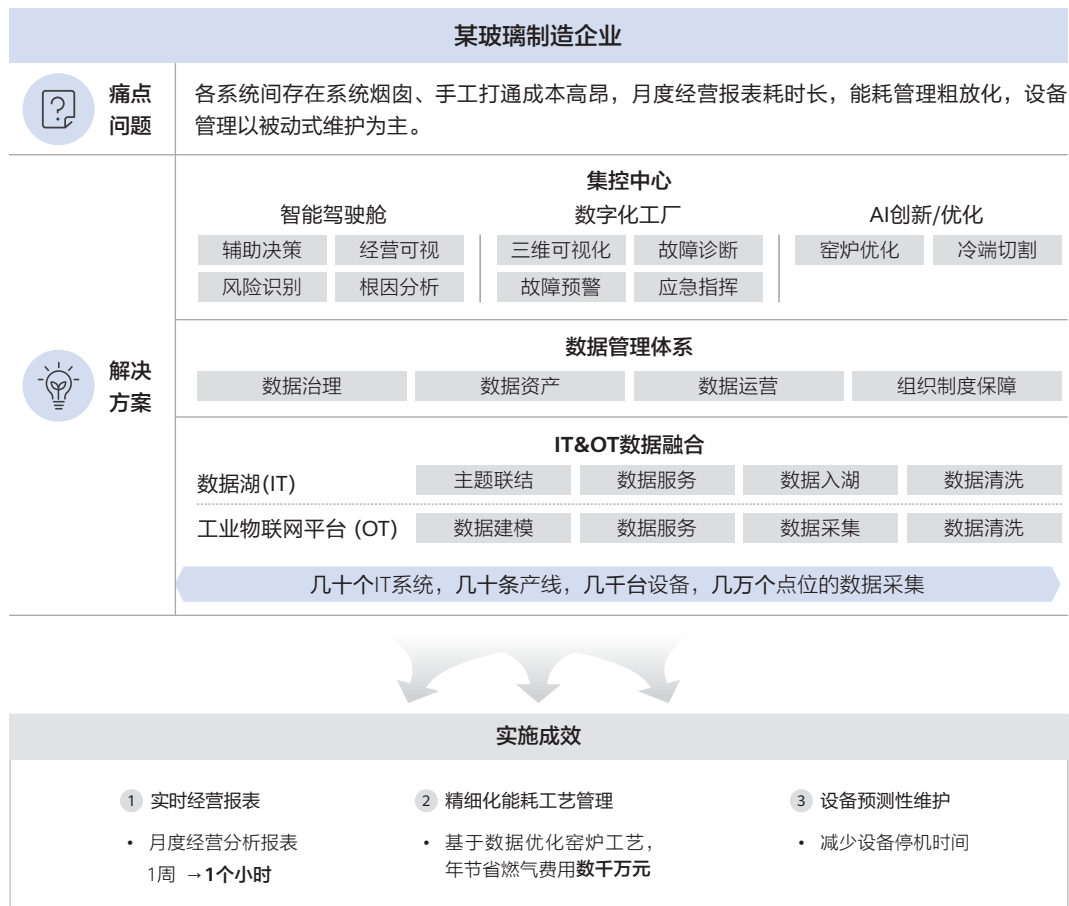 某玻璃制造企业
痛点
问题
各系统间存在系统烟囱、手工打通成本高昂，月度经营报表耗时长，能耗管理粗放化，设备
管理以被动式维护为主。
解决
方案
集控中心
智能驾驶舱 数字化工厂 AI创新/优化
辅助决策 经营可视 三维可视化 故障诊断 窑炉优化 冷端切割
风险识别 根因分析 故障预警 应急指挥
数据管理体系
数据治理 数据资产 数据运营 组织制度保障
IT&OT数据融合
数据湖(IT) 主题联结 数据服务 数据入湖 数据清洗
工业物联网平台 (OT) 数据建模 数据服务 数据采集 数据清洗
几十个IT系统，几十条产线，几千台设备，几万个点位的数据采集
实施成效
1 实时经营报表
• 月度经营分析报表
1周 →1个小时
2 精细化能耗工艺管理
• 基于数据优化窑炉工艺，
年节省燃气费用数千万元
3 设备预测性维护
• 减少设备停机时间